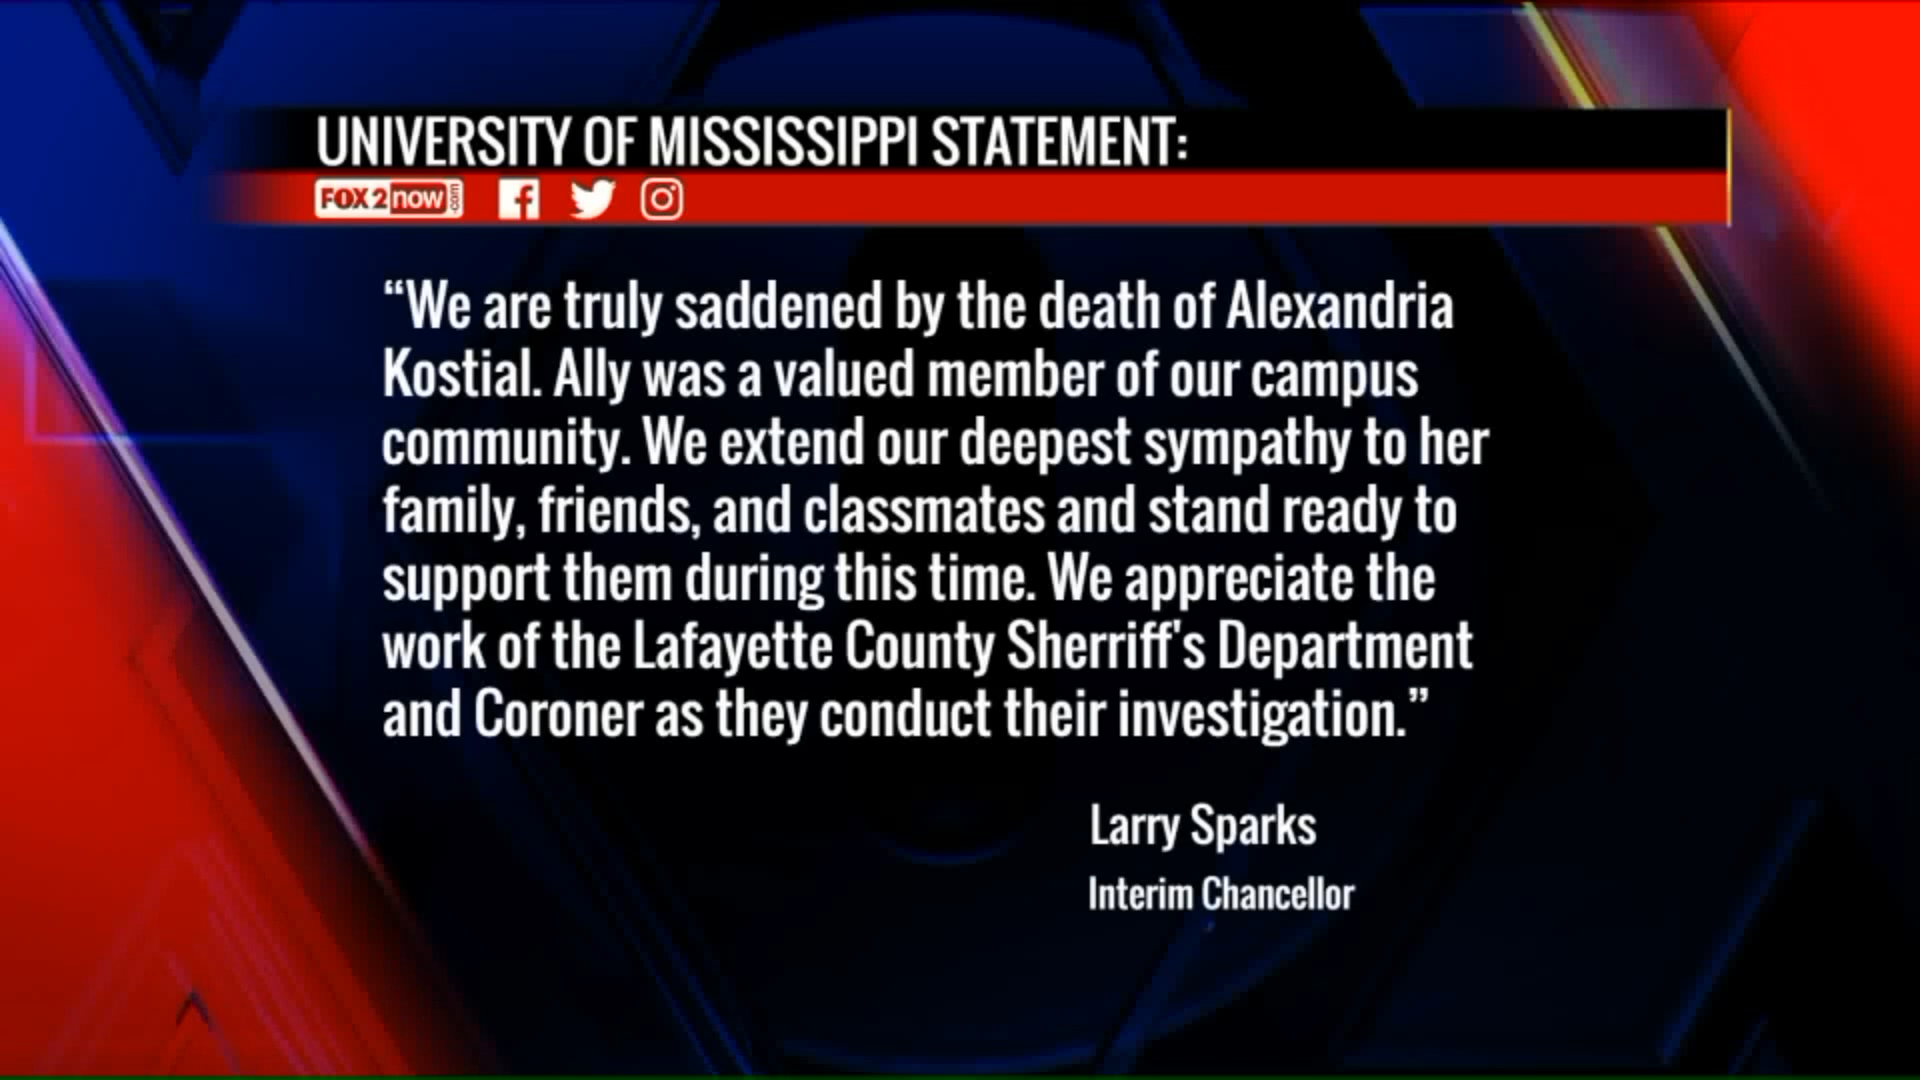 UNIVERSITY OF MISSISSIPPI STATEMENT:
FOX 2 now .com
“We are truly saddened by the death of Alexandria
Kostial. Ally was a valued member of our campus
community. We extend our deepest sympathy to her
family, friends, and classmates and stand ready to
support them during this time. We appreciate the
work of the Lafayette County Sherriff's Department
and Coroner as they conduct their investigation.”
Larry Sparks
Interim Chancellor